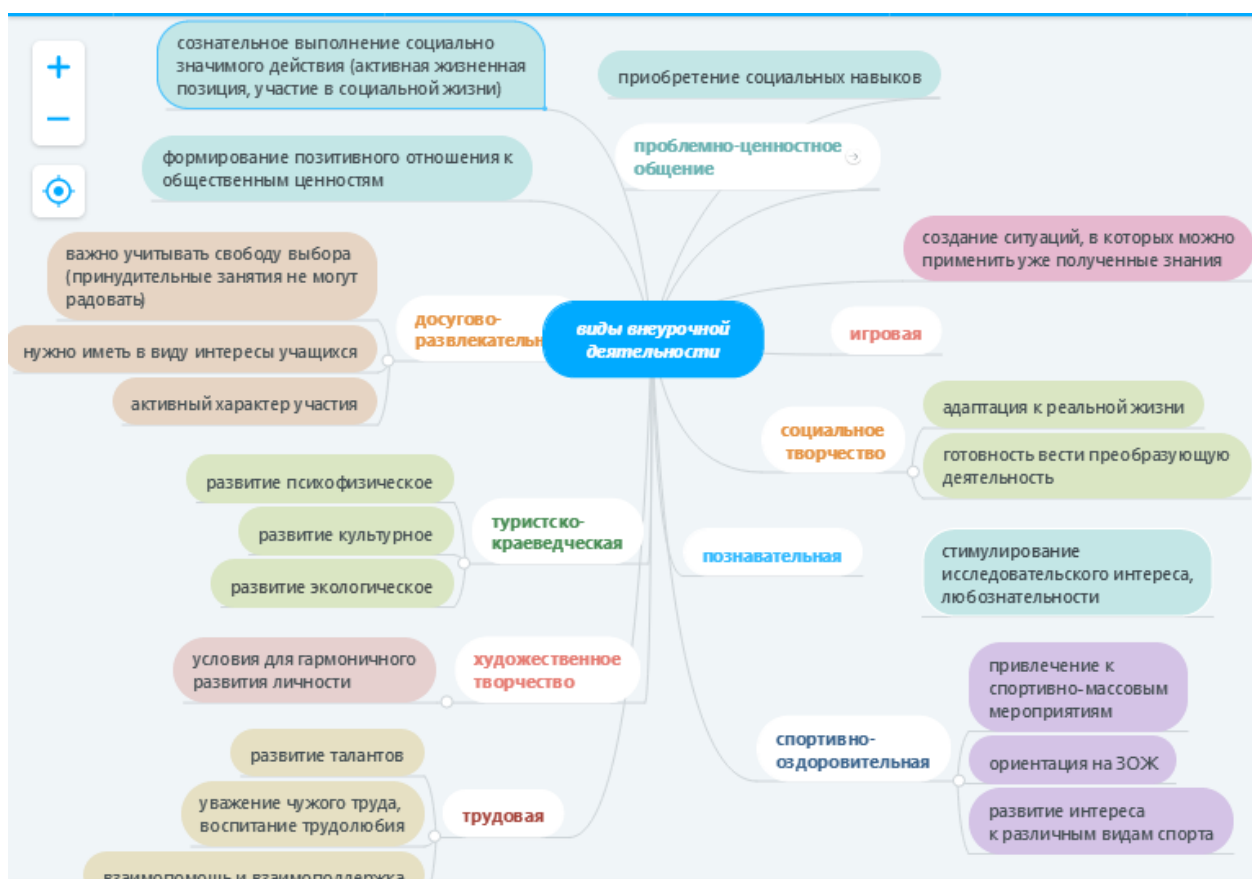 сознательное выполнение социально
значимого действия (активная жизненная
позиция, участие в социальной жизни)
приобретение социальных навыков
проблемно-ценностное
общение
формирование позитивного отношения к
общественным ценностям
создание ситуаций, в которых можно
применить уже полученные знания
важно учитывать свободу выбора
(принудительные занятия не могут
радовать)
нужно иметь в виду интересы учащихся
активный характер участия
досугово-
развлекательн
виды внеурочной
деятельности
игровая
социальное
творчество
адаптация к реальной жизни
готовность вести преобразующую
деятельность
развитие психофизическое
развитие культурное
развитие экологическое
туристско-
краеведческая
познавательная
стимулирование
исследовательского интереса,
любознательности
условия для гармоничного
развития личности
художественное
творчество
спортивно-
оздоровительная
привлечение к
спортивно-массовым
мероприятиям
ориентация на ЗОЖ
развитие интереса
к различным видам спорта
развитие талантов
уважение чужого труда,
воспитание трудолюбия
взаимопомощь и взаимоподдержка
трудовая